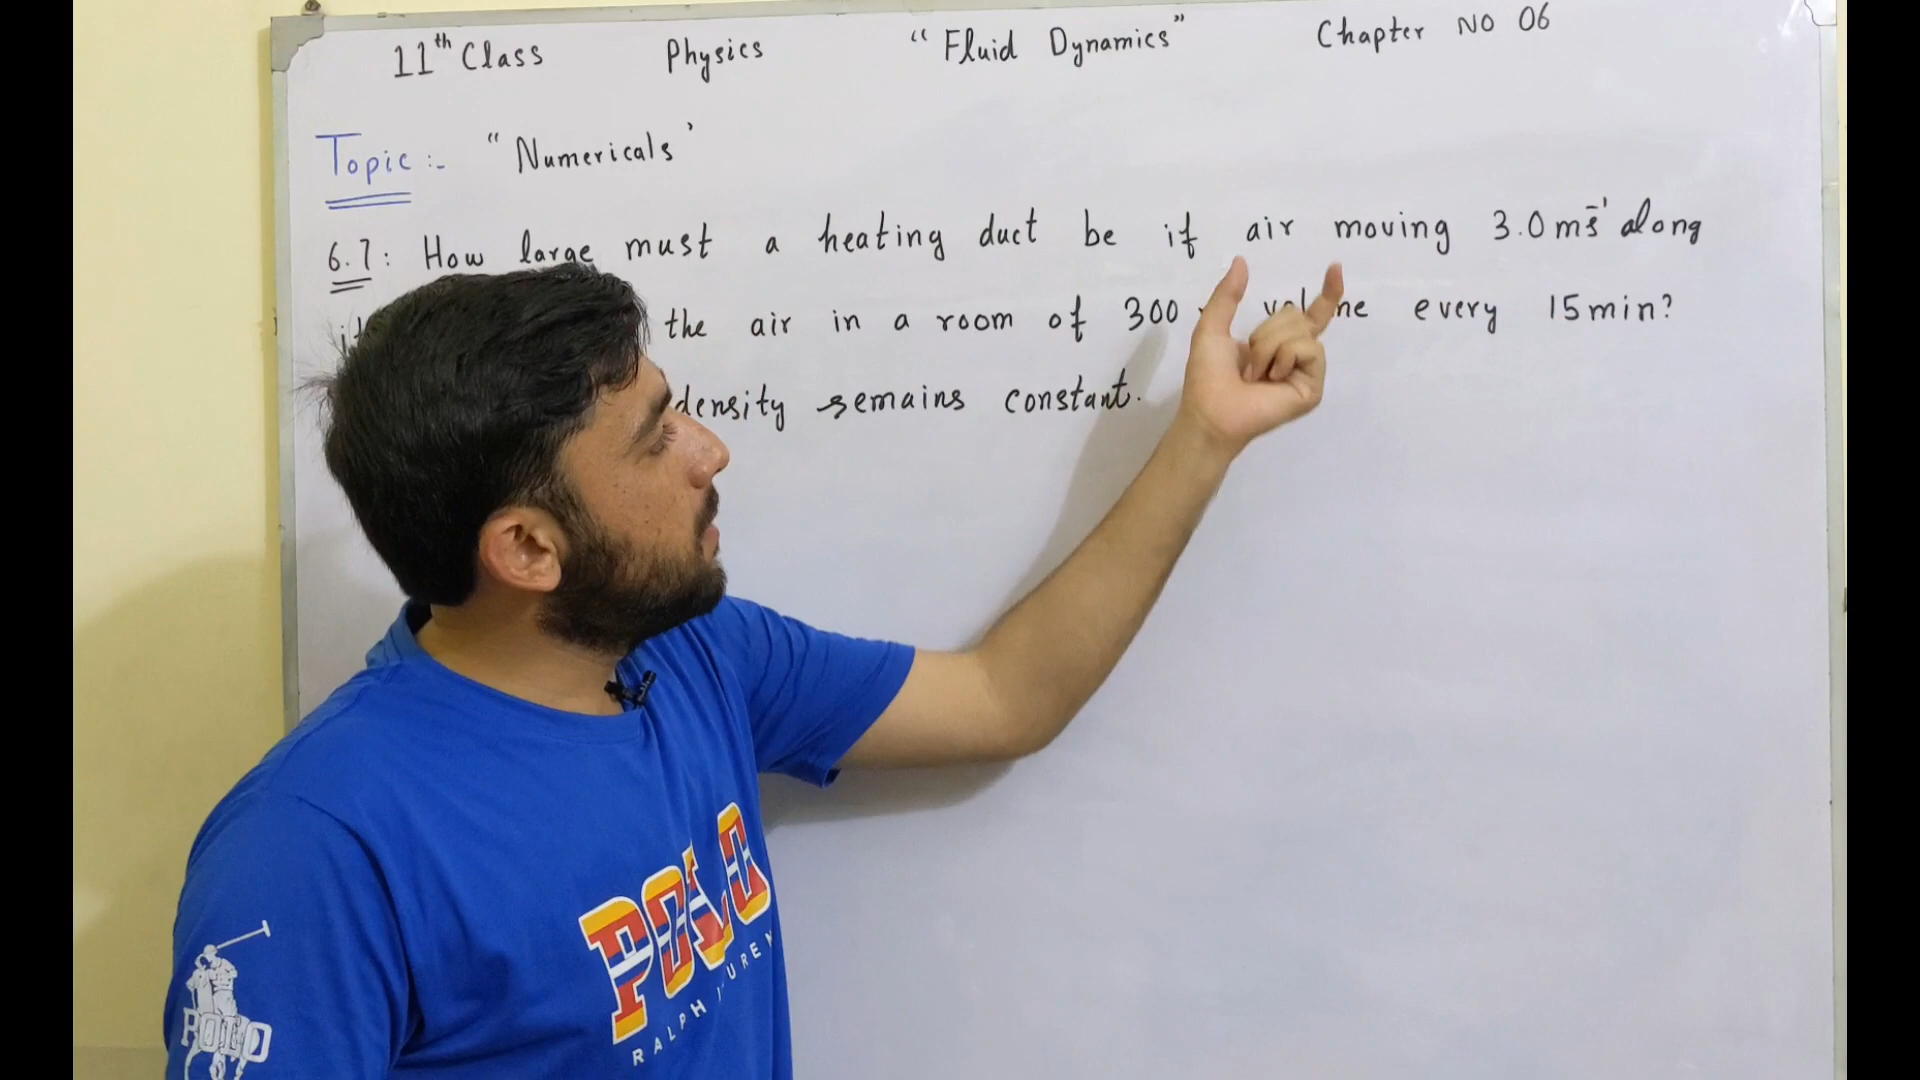 11th Class Physics “Fluid Dynamics” Chapter NO 06
Topic :- “Numericals’
6.7: How large must a heating duct be if air moving 3.0 ms⁻¹ along
the air in a room of 300 every 15min?
density remains constant.
POLO
RALPH
POLO